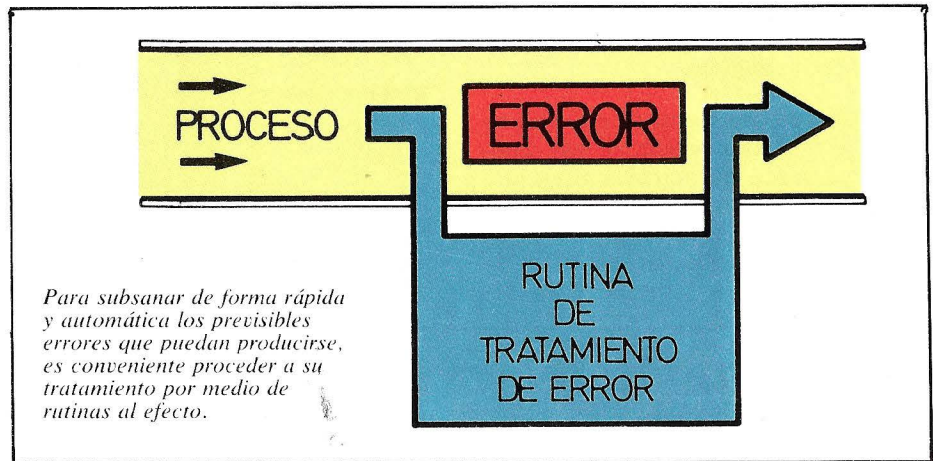 PROCESO
ERROR
RUTINA
DE
TRATAMIENTO
DE ERROR
Para subsanar de forma rápida
y automática los previsibles
errores que puedan producirse,
es conveniente proceder a su
tratamiento por medio de
rutinas al efecto.